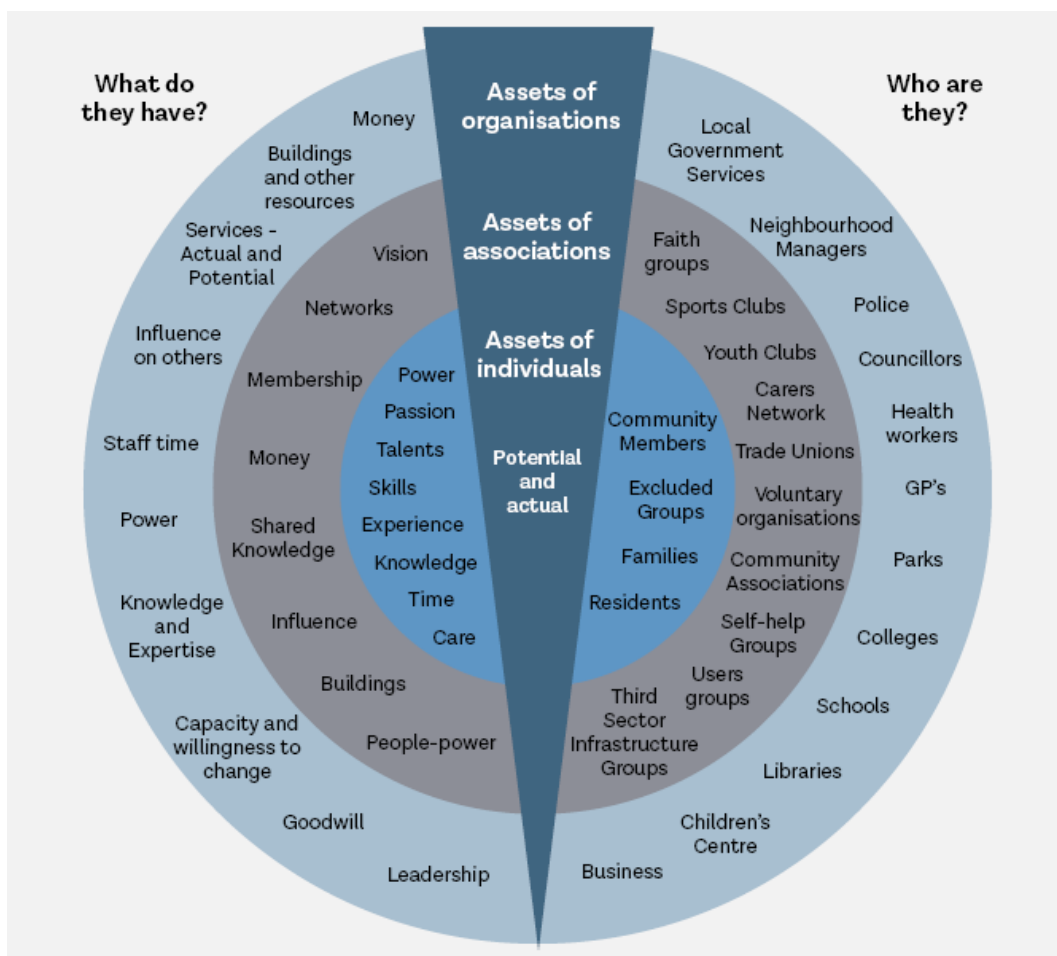 What do
they have?
Assets of
organisations
Who are
they?
Money
Buildings
and other
resources
Services -
Actual and
Potential
Influence
on others
Staff time
Power
Knowledge
and
Expertise
Capacity and
willingness to
change
Goodwill
Leadership
Assets of
associations
Vision
Networks
Membership
Money
Shared
Knowledge
Influence
Buildings
People-power
Assets of
individuals
Power
Passion
Talents
Skills
Experience
Knowledge
Time
Care
Potential
and
actual
Community
Members
Excluded
Groups
Families
Residents
Faith
groups
Sports Clubs
Youth Clubs
Carers
Network
Trade Unions
Voluntary
organisations
Community
Associations
Self-help
Groups
Users
groups
Third
Sector
Infrastructure
Groups
Local
Government
Services
Neighbourhood
Managers
Police
Councillors
Health
workers
GP's
Parks
Colleges
Schools
Libraries
Children's
Centre
Business